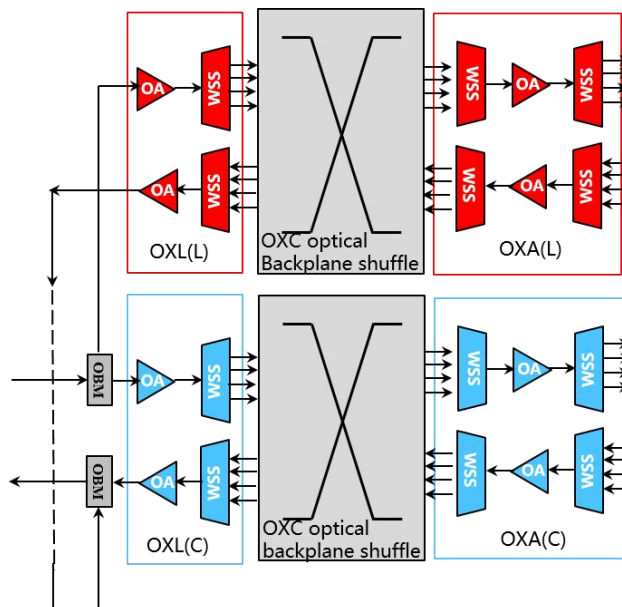 OA
WSS
WSS
OA
WSS
OA
WSS
OXL(L)
OXC optical
Backplane shuffle
WSS
OA
WSS
OXA(L)
OBM
OA
WSS
WSS
OA
WSS
OBM
OA
WSS
OXL(C)
OXC optical
backplane shuffle
WSS
OA
WSS
OXA(C)